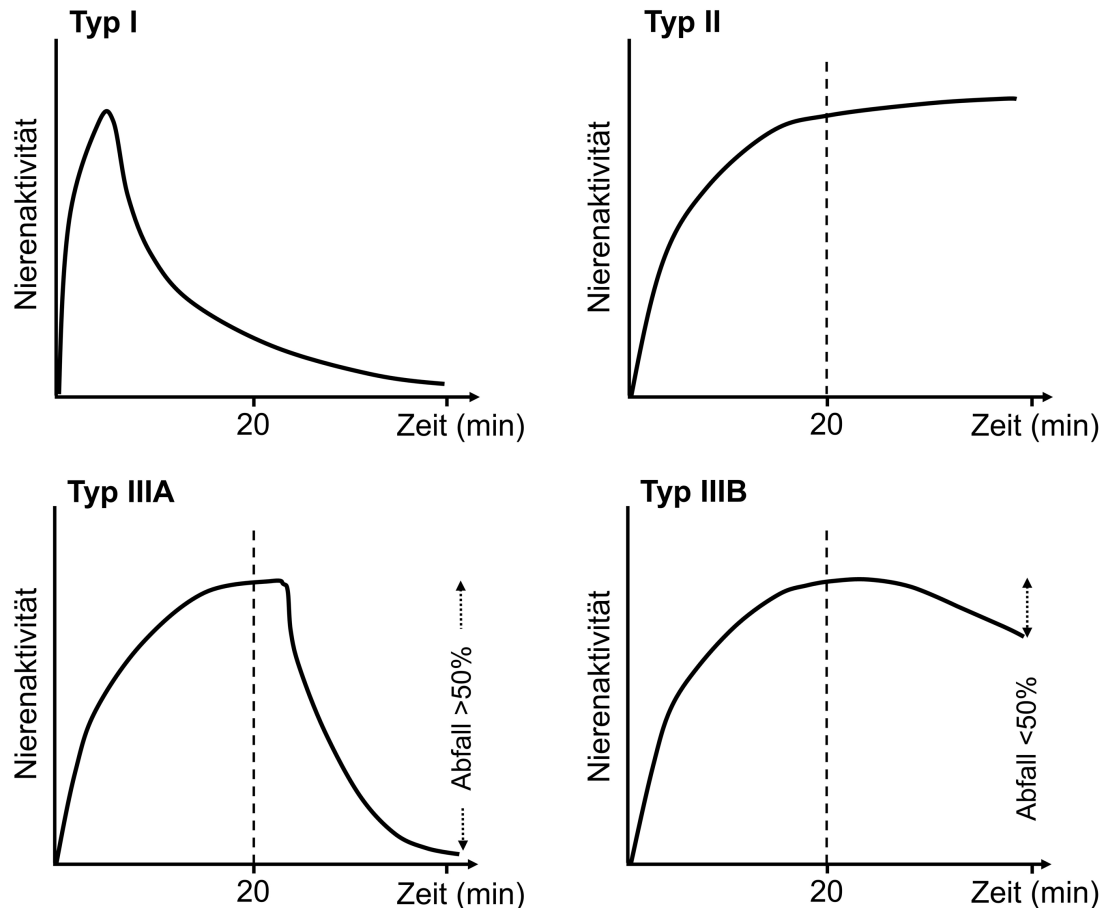 Typ I
Nierenaktivität
20
Zeit (min)
Typ II
Nierenaktivität
20
Zeit (min)
Typ IIIA
Nierenaktivität
Abfall >50%
20
Zeit (min)
Typ IIIB
Nierenaktivität
Abfall <50%
20
Zeit (min)